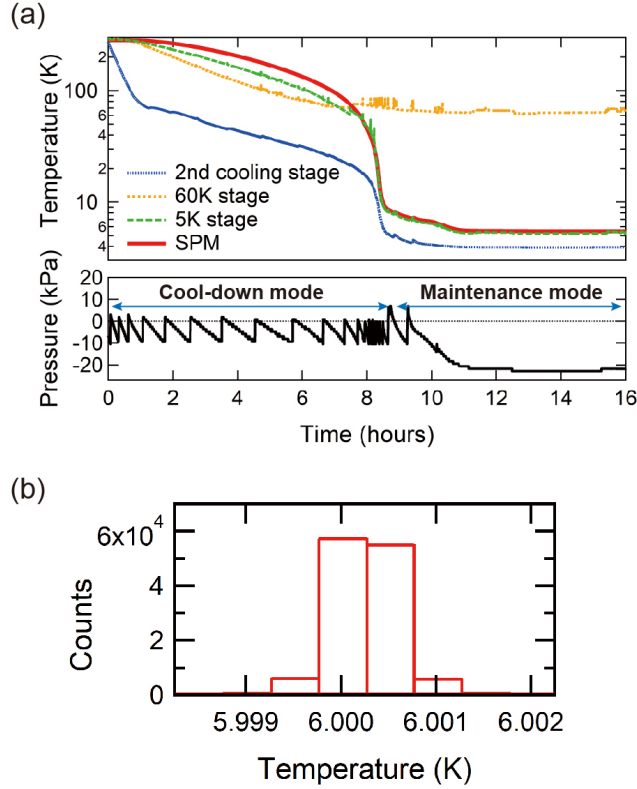 (a)
Temperature (K)
2
100
6
4
2
10
6
4
2nd cooling stage
60K stage
5K stage
SPM
Pressure (kPa)
20
10
0
-10
-20
Cool-down mode
Maintenance mode
0 2 4 6 8 10 12 14 16
Time (hours)
(b)
Counts
6x10⁴
4
2
0
5.999 6.000 6.001 6.002
Temperature (K)